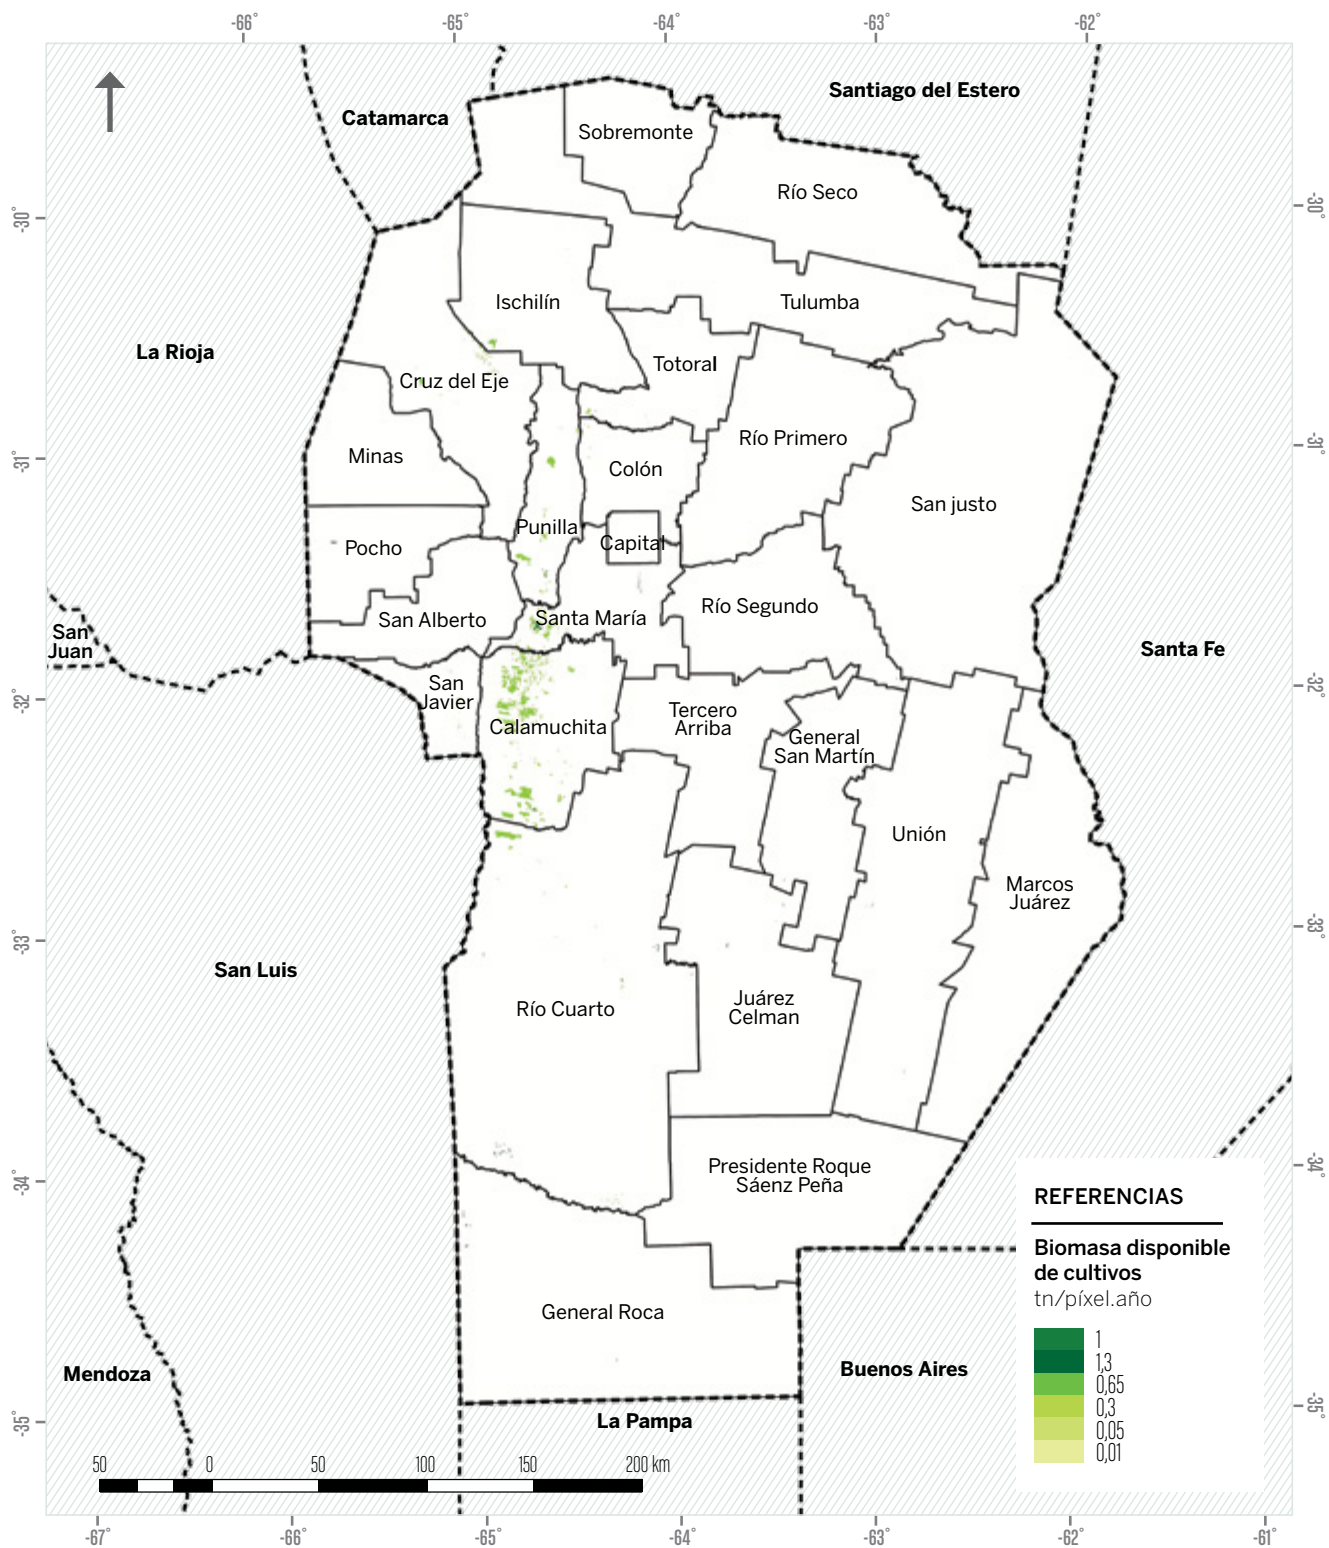 -66°
-65°
-64°
-63°
-62°
Santiago del Estero
Catamarca
Sobremonte
Río Seco
-30°
-30°
Ischilín
Tulumba
La Rioja
Totoral
Cruz del Eje
Río Primero
-31°
-31°
Minas
Colón
San justo
Punilla
Capital
Pocho
Río Segundo
San Alberto
Santa María
San
Juan
Santa Fe
-32°
-32°
San
Javier
Calamuchita
Tercero
Arriba
General
San Martín
Unión
Marcos
Juárez
-33°
-33°
San Luis
Río Cuarto
Juárez
Celman
-34°
-34°
Presidente Roque
Sáenz Peña
REFERENCIAS
Biomasa disponible
de cultivos
tn/píxel.año
1
1,3
0,65
0,3
0,05
0,01
General Roca
Mendoza
Buenos Aires
-35°
-35°
La Pampa
50
0
50
100
150
200 km
-67°
-66°
-65°
-64°
-63°
-62°
-61°